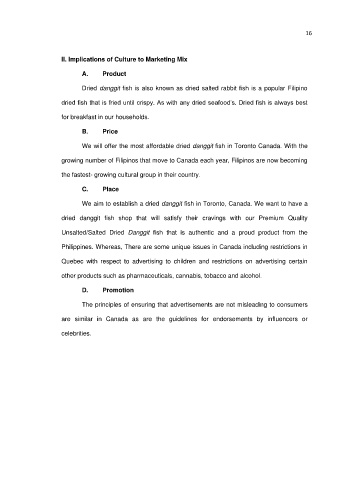 16
II. Implications of Culture to Marketing Mix
A. Product
Dried danggit fish is also known as dried salted rabbit fish is a popular Filipino
dried fish that is fried until crispy. As with any dried seafood's. Dried fish is always best
for breakfast in our households.
B. Price
We will offer the most affordable dried danggit fish in Toronto Canada. With the
growing number of Filipinos that move to Canada each year, Filipinos are now becoming
the fastest- growing cultural group in their country.
C. Place
We aim to establish a dried danggit fish in Toronto, Canada. We want to have a
dried danggit fish shop that will satisfy their cravings with our Premium Quality
Unsalted/Salted Dried Danggit fish that is authentic and a proud product from the
Philippines. Whereas, There are some unique issues in Canada including restrictions in
Quebec with respect to advertising to children and restrictions on advertising certain
other products such as pharmaceuticals, cannabis, tobacco and alcohol
D. Promotion
The principles of ensuring that advertisements are not misleading to consumers
are similar in Canada as are the guidelines for endorsements by influencers or
celebrities.